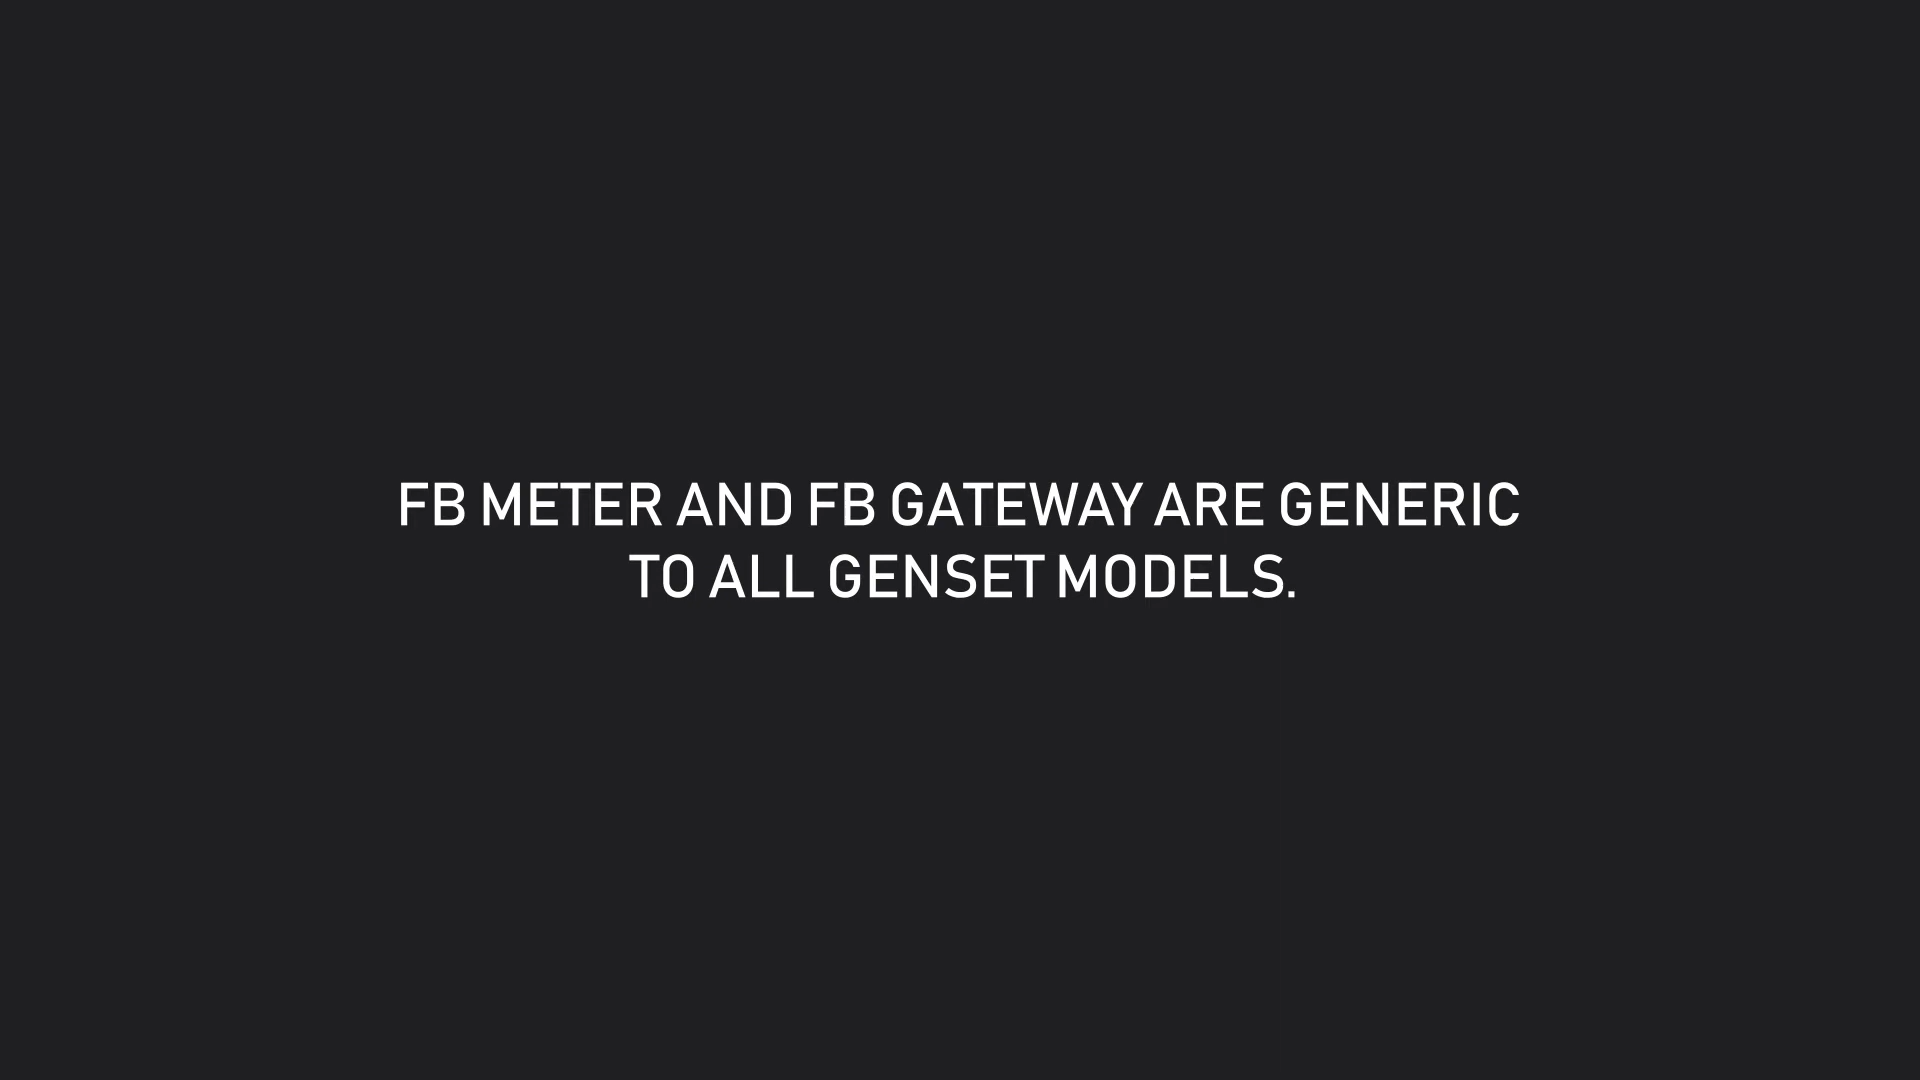 FB METER AND FB GATEWAY ARE GENERIC
TO ALL GENSET MODELS.